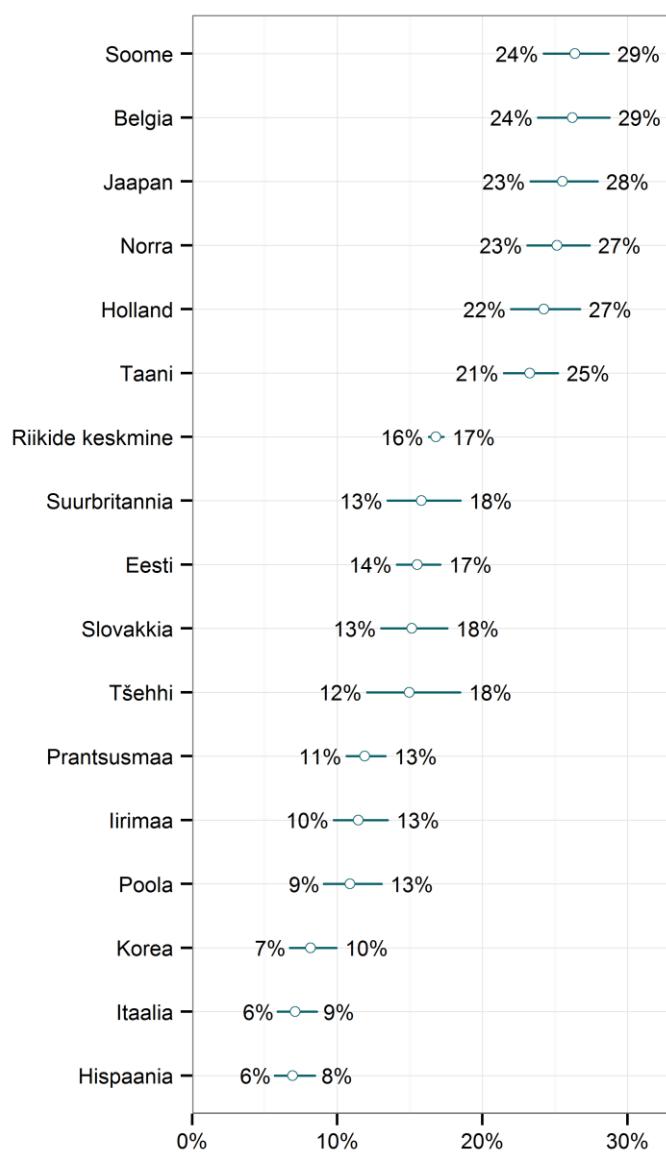 Soome 24% 29%
Belgia 24% 29%
Jaapan 23% 28%
Norra 23% 27%
Holland 22% 27%
Taani 21% 25%
Riikide keskmine 16% 17%
Suurbritannia 13% 18%
Eesti 14% 17%
Slovakkia 13% 18%
Tšehhi 12% 18%
Prantsusmaa 11% 13%
Iirimaa 10% 13%
Poola 9% 13%
Korea 7% 10%
Itaalia 6% 9%
Hispaania 6% 8%
0% 10% 20% 30%